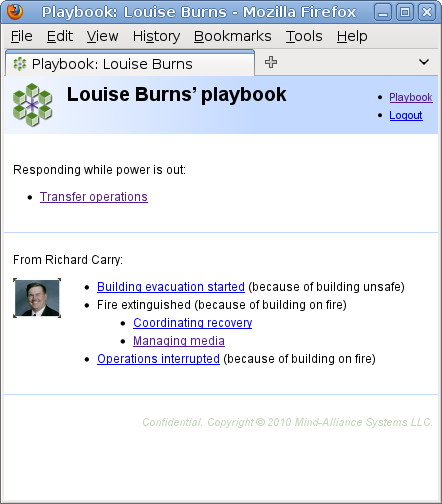 Playbook: Louise Burns - Mozilla Firefox
File Edit View History Bookmarks Tools Help
Playbook: Louise Burns
Louise Burns’ playbook
Playbook
Logout
Responding while power is out:
Transfer operations
From Richard Carry:
Building evacuation started (because of building unsafe)
Fire extinguished (because of building on fire)
Coordinating recovery
Managing media
Operations interrupted (because of building on fire)
Confidential. Copyright © 2010 Mind-Alliance Systems LLC.